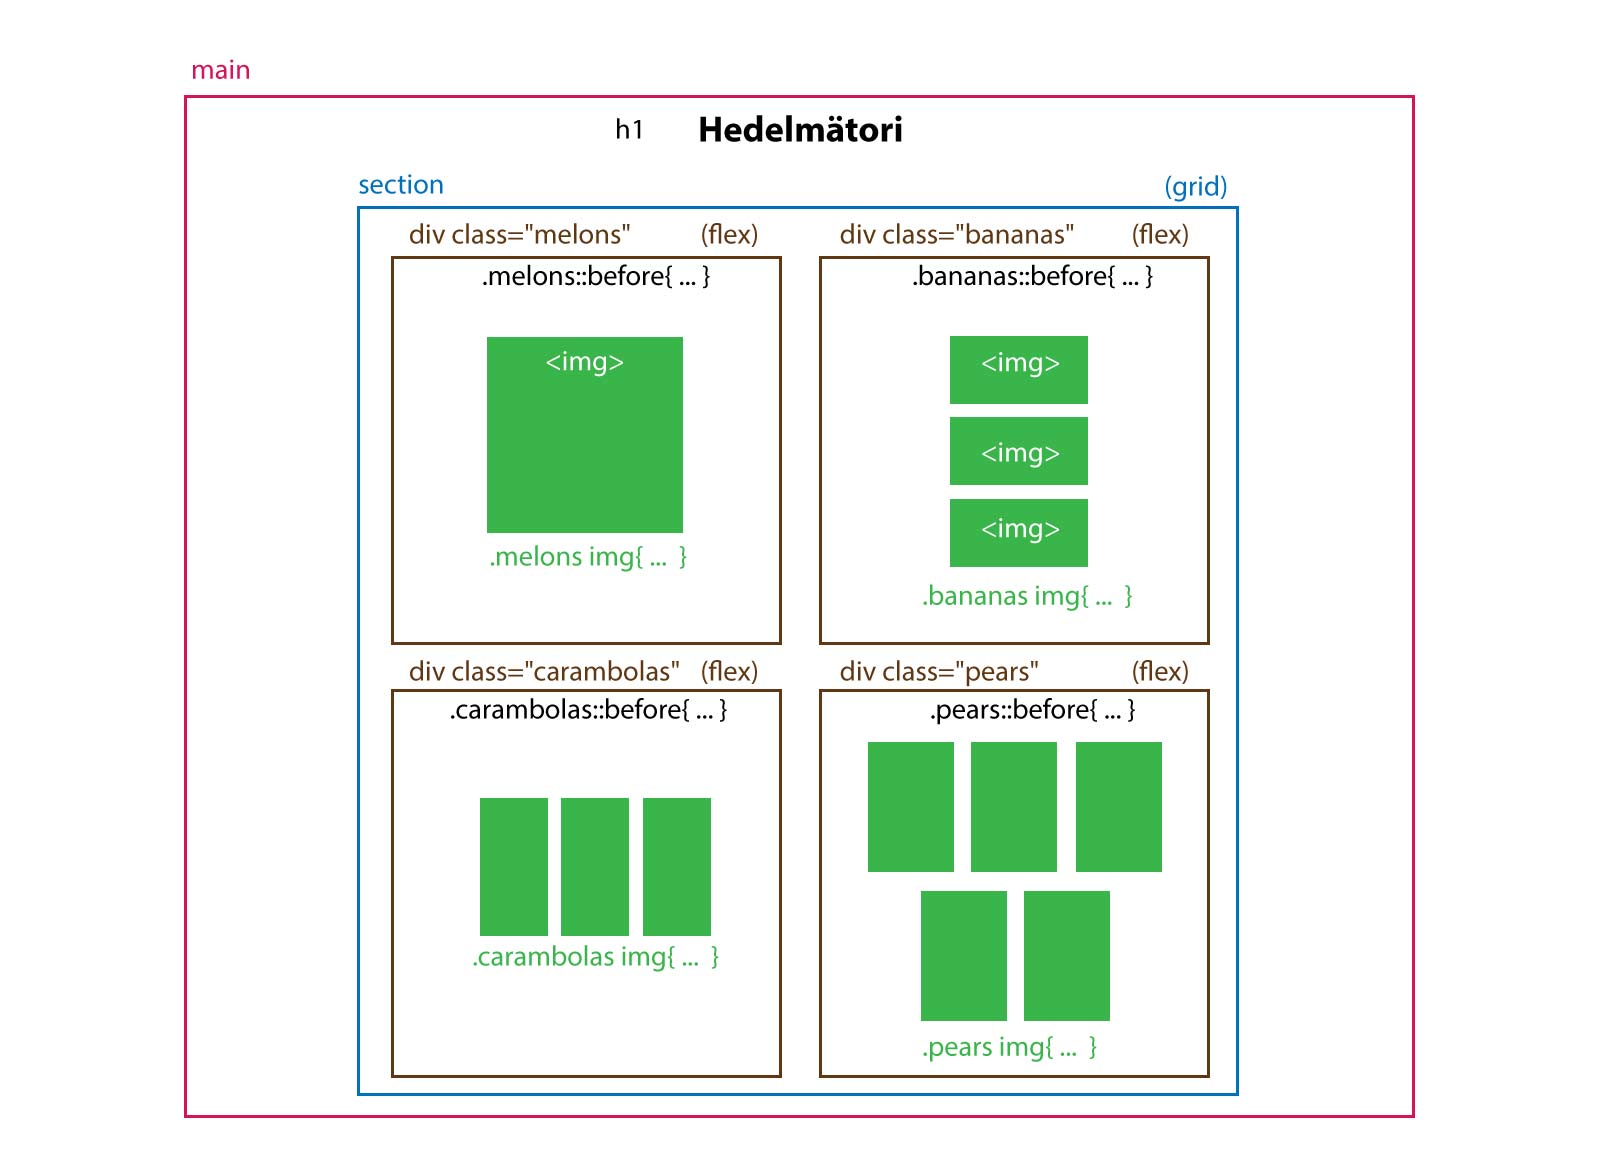 main
h1 Hedelmätori
section (grid)
div class="melons" (flex)
.melons::before{ ... }
<img>
.melons img{ ... }
div class="bananas" (flex)
.bananas::before{ ... }
<img>
<img>
<img>
.bananas img{ ... }
div class="carambolas" (flex)
.carambolas::before{ ... }
.carambolas img{ ... }
div class="pears" (flex)
.pears::before{ ... }
.pears img{ ... }